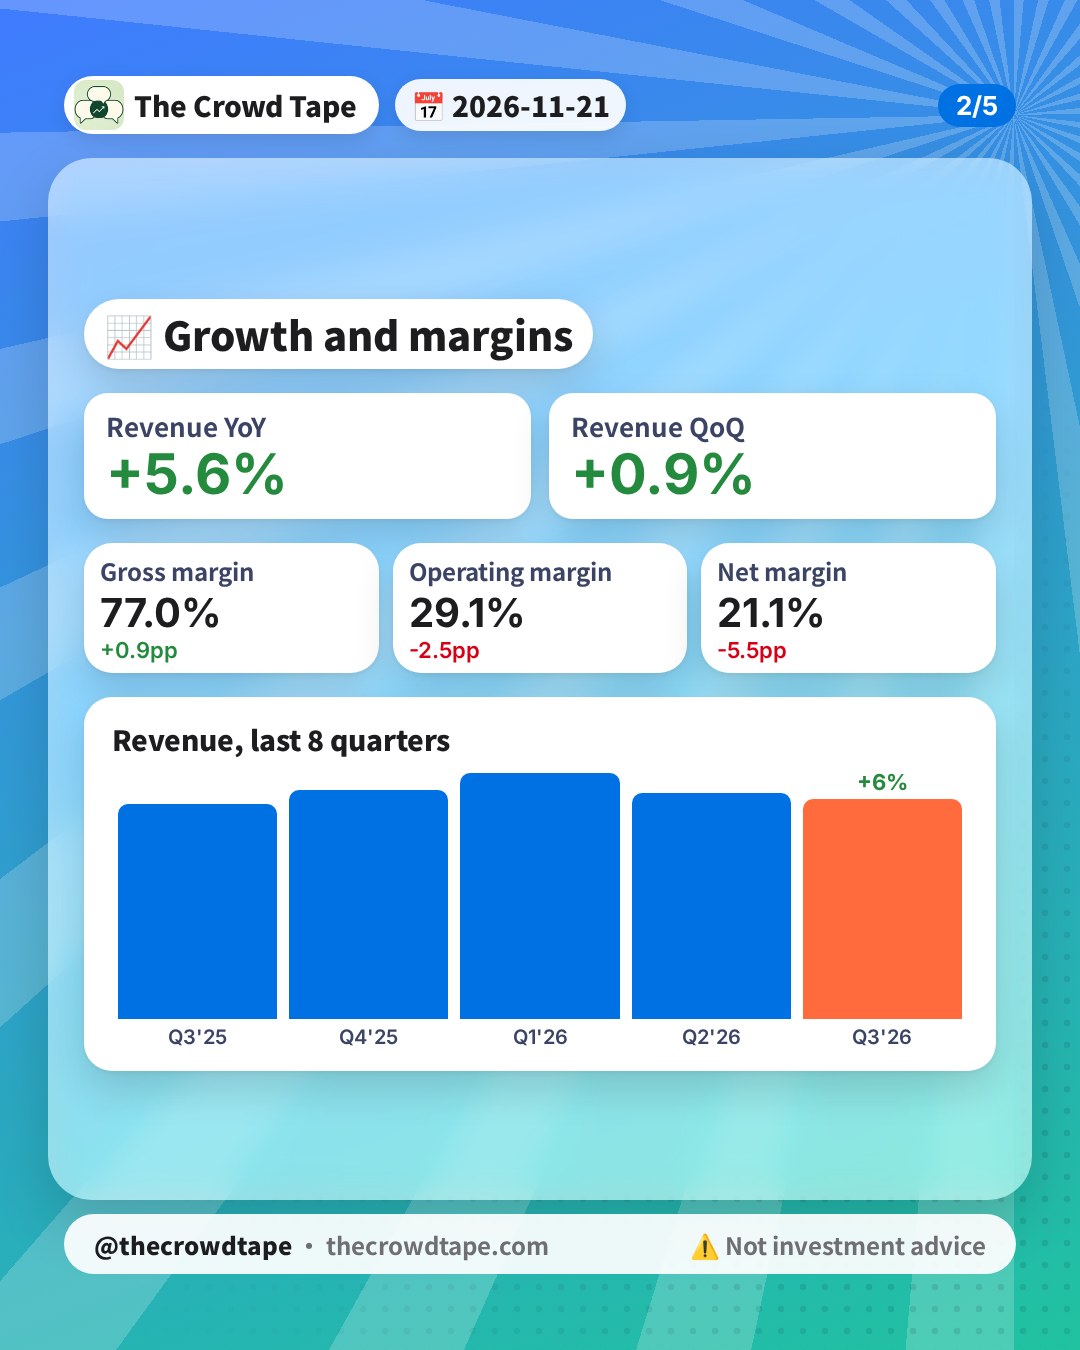 The Crowd Tape
2026-11-21
2/5
Growth and margins
Revenue YoY
+5.6%
Revenue QoQ
+0.9%
Gross margin
77.0%
+0.9pp
Operating margin
29.1%
-2.5pp
Net margin
21.1%
-5.5pp
Revenue, last 8 quarters
+6%
Q3'25
Q4'25
Q1'26
Q2'26
Q3'26
@thecrowdtape • thecrowdtape.com
⚠️ Not investment advice